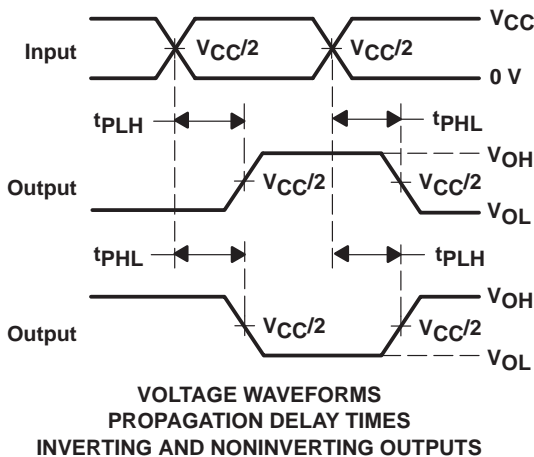 VCC
Input VCC/2 VCC/2
0 V
tPLH tPHL
VOH
Output VCC/2 VCC/2
VOL
tPHL tPLH
VOH
Output VCC/2 VCC/2
VOL
VOLTAGE WAVEFORMS
PROPAGATION DELAY TIMES
INVERTING AND NONINVERTING OUTPUTS